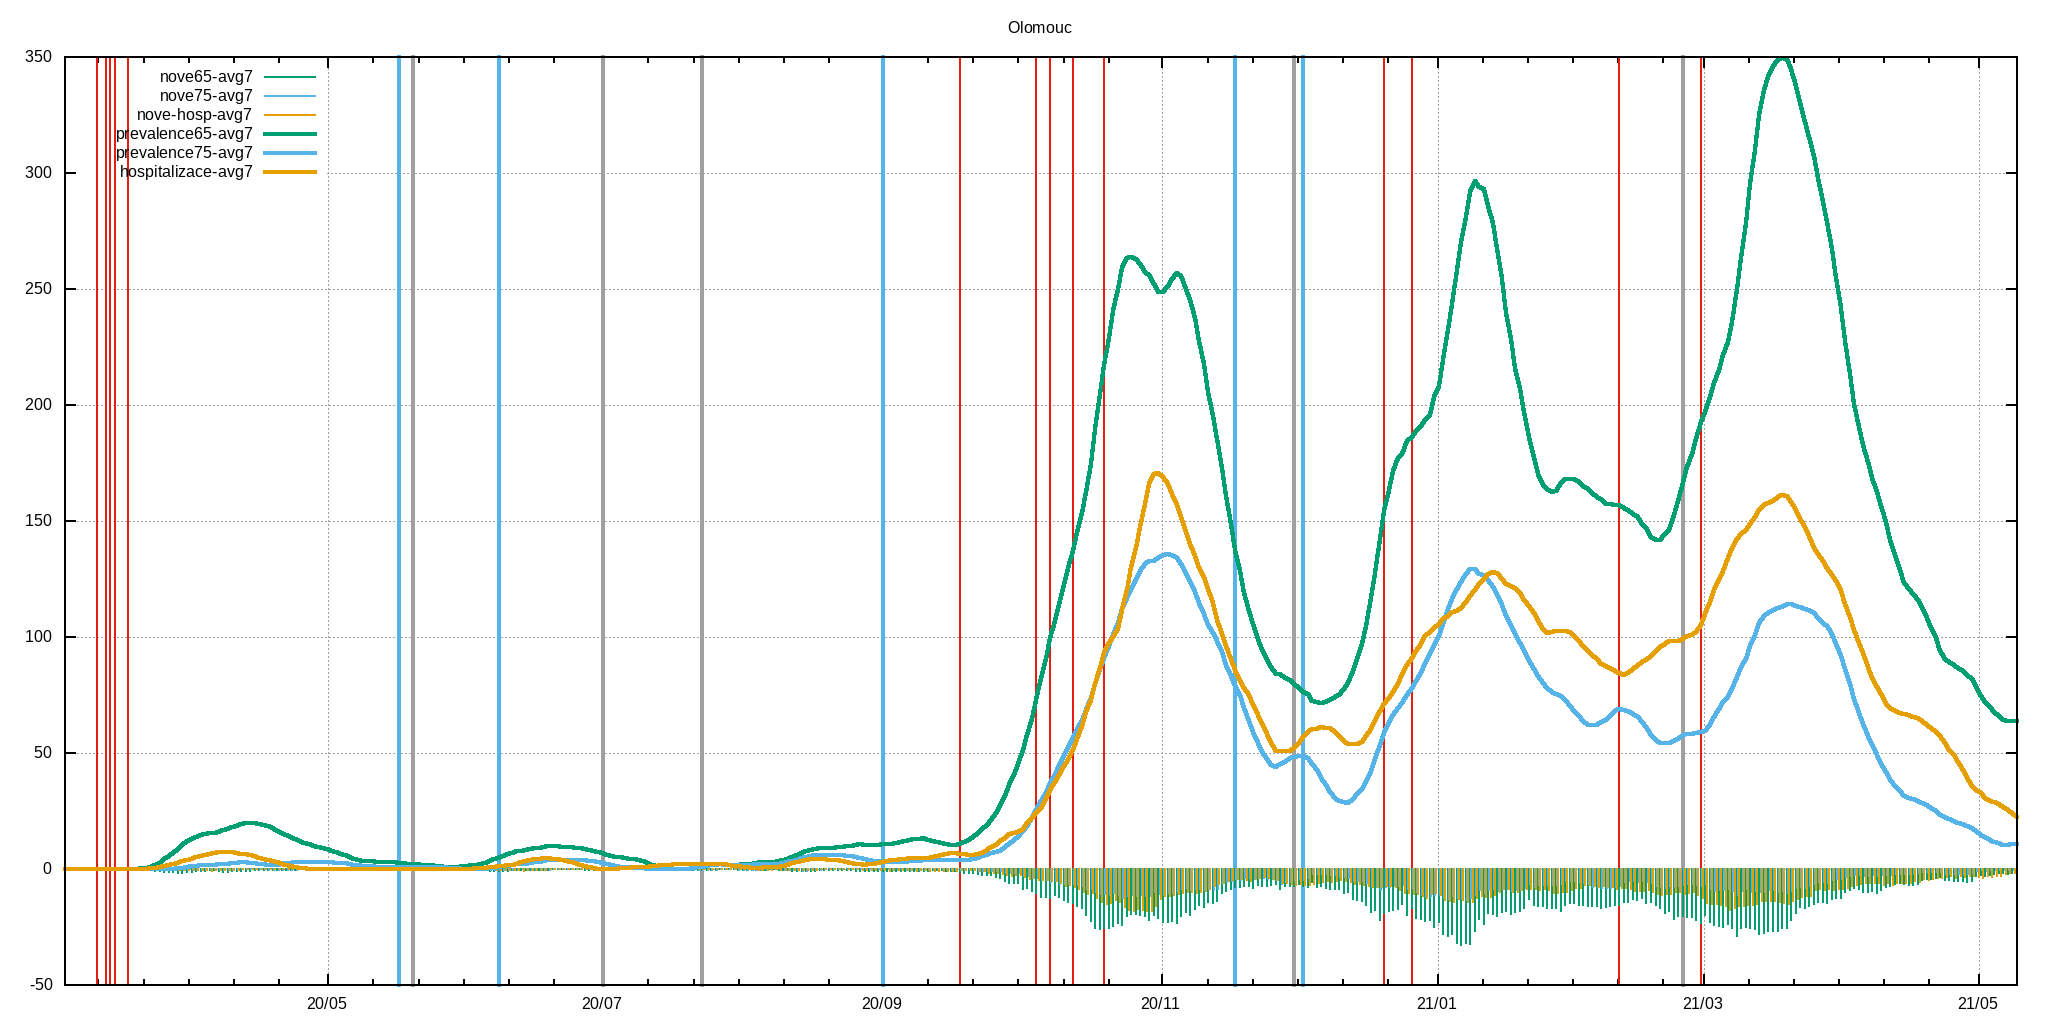 Olomouc
350
300
250
200
150
100
50
0
-50
nove65-avg7
nove75-avg7
nove-hosp-avg7
prevalence65-avg7
prevalence75-avg7
hospitalizace-avg7
20/05 20/07 20/09 20/11 21/01 21/03 21/05